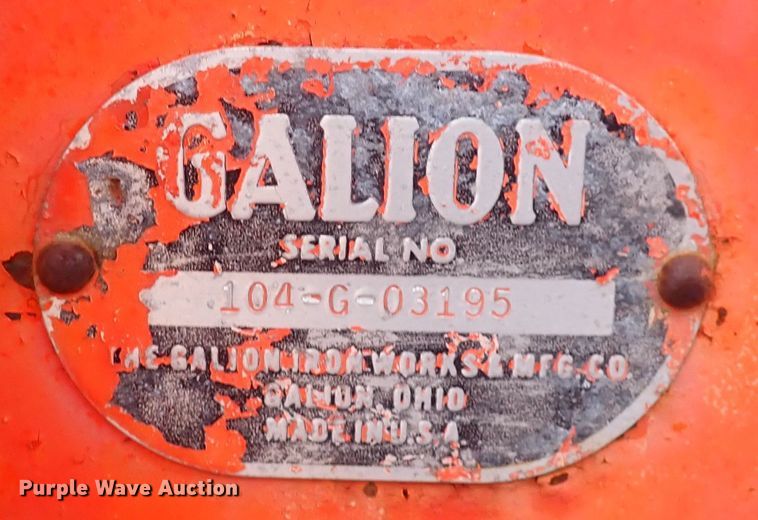 GALION
SERIAL NO.
104-G-03195
THE GALION IRON WORKS & MFG. CO.
GALION, OHIO
MADE IN U.S.A.
Purple Wave Auction